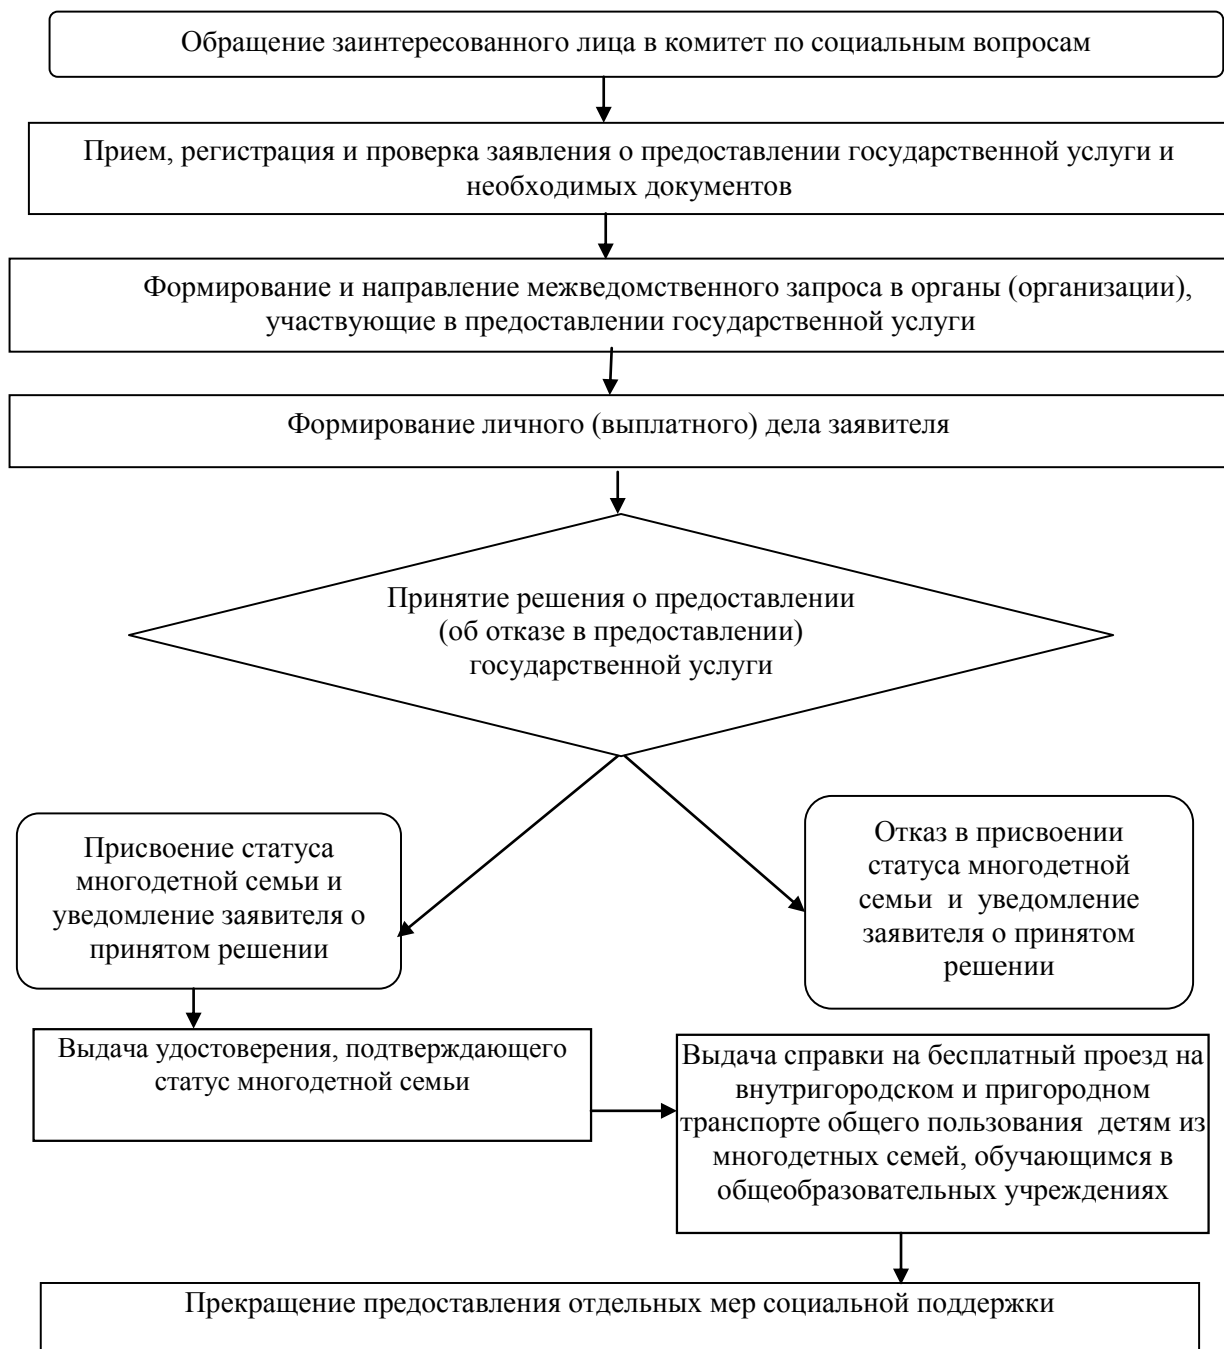 Обращение заинтересованного лица в комитет по социальным вопросам
Прием, регистрация и проверка заявления о предоставлении государственной услуги и
необходимых документов
Формирование и направление межведомственного запроса в органы (организации),
участвующие в предоставлении государственной услуги
Формирование личного (выплатного) дела заявителя
Принятие решения о предоставлении
(об отказе в предоставлении)
государственной услуги
Присвоение статуса
многодетной семьи и
уведомление заявителя о
принятом решении
Отказ в присвоении
статуса многодетной
семьи и уведомление
заявителя о принятом
решении
Выдача удостоверения, подтверждающего
статус многодетной семьи
Выдача справки на бесплатный проезд на
внутригородском и пригородном
транспорте общего пользования детям из
многодетных семей, обучающимся в
общеобразовательных учреждениях
Прекращение предоставления отдельных мер социальной поддержки